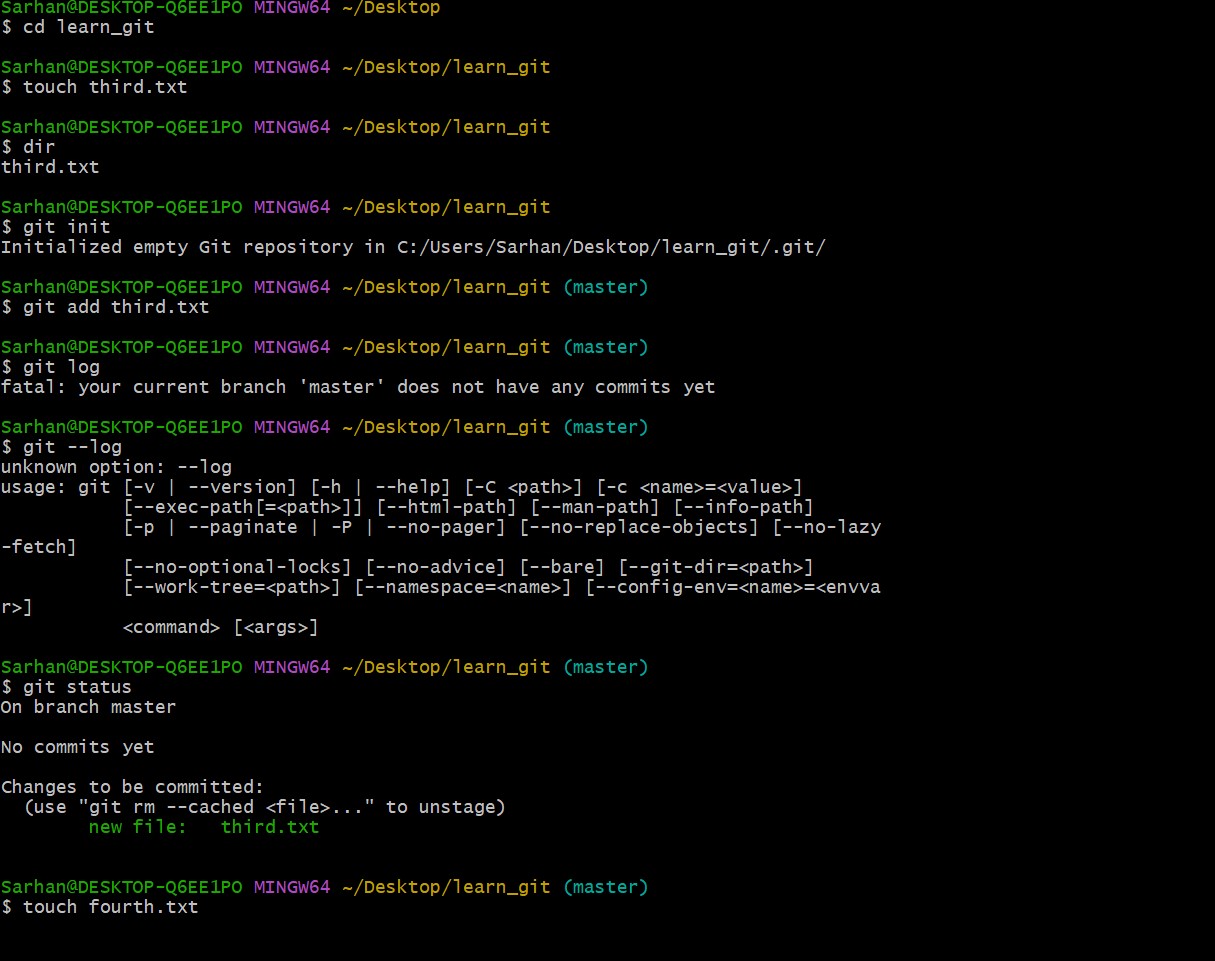 Sarhan@DESKTOP-Q6EE1PO MINGW64 ~/Desktop
$ cd learn_git
Sarhan@DESKTOP-Q6EE1PO MINGW64 ~/Desktop/learn_git
$ touch third.txt
Sarhan@DESKTOP-Q6EE1PO MINGW64 ~/Desktop/learn_git
$ dir
third.txt
Sarhan@DESKTOP-Q6EE1PO MINGW64 ~/Desktop/learn_git
$ git init
Initialized empty Git repository in C:/Users/Sarhan/Desktop/learn_git/.git/
Sarhan@DESKTOP-Q6EE1PO MINGW64 ~/Desktop/learn_git (master)
$ git add third.txt
Sarhan@DESKTOP-Q6EE1PO MINGW64 ~/Desktop/learn_git (master)
$ git log
fatal: your current branch 'master' does not have any commits yet
Sarhan@DESKTOP-Q6EE1PO MINGW64 ~/Desktop/learn_git (master)
$ git --log
unknown option: --log
usage: git [-v | --version] [-h | --help] [-C <path>] [-c <name>=<value>]
           [--exec-path[=<path>]] [--html-path] [--man-path] [--info-path]
           [-p | --paginate | -P | --no-pager] [--no-replace-objects] [--no-lazy
-fetch]
           [--no-optional-locks] [--no-advice] [--bare] [--git-dir=<path>]
           [--work-tree=<path>] [--namespace=<name>] [--config-env=<name>=<envva
r>]
           <command> [<args>]
Sarhan@DESKTOP-Q6EE1PO MINGW64 ~/Desktop/learn_git (master)
$ git status
On branch master
No commits yet
Changes to be committed:
  (use "git rm --cached <file>..." to unstage)
        new file:   third.txt
Sarhan@DESKTOP-Q6EE1PO MINGW64 ~/Desktop/learn_git (master)
$ touch fourth.txt